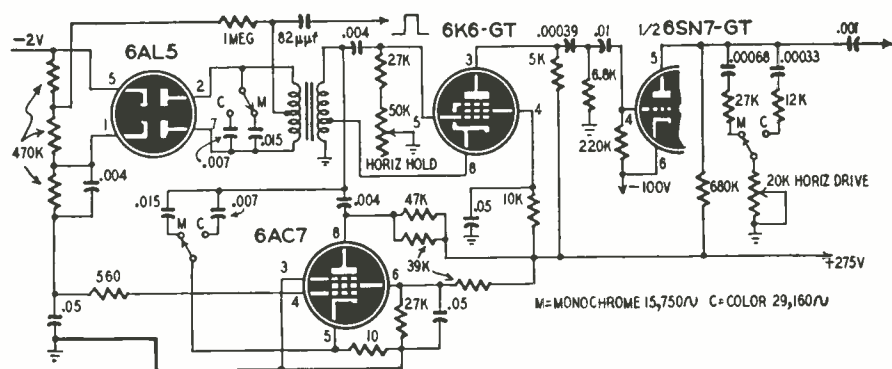 -2V
6AL5
5
2
1
7
1MEG
82μμf
C
M
.007
.015
470K
.004
.004
27K
50K
HORIZ HOLD
6K6-GT
3
5
4
8
.00039
.01
5K
6.8K
1/2 6SN7-GT
5
4
6
220K
-100V
.001
.00068
.00033
27K
12K
M
C
680K
20K HORIZ DRIVE
+275V
.05
10K
.015
.007
M
C
6AC7
.004
8
3
4
6
5
47K
39K
560
.05
10
27K
.05
M=MONOCHROME 15,750~ C=COLOR 29,160~